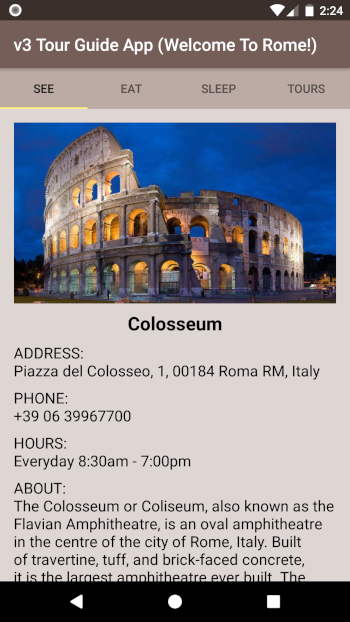 2:24
v3 Tour Guide App (Welcome To Rome!)
SEE EAT SLEEP TOURS
Colosseum
ADDRESS:
Piazza del Colosseo, 1, 00184 Roma RM, Italy
PHONE:
+39 06 39967700
HOURS:
Everyday 8:30am - 7:00pm
ABOUT:
The Colosseum or Coliseum, also known as the
Flavian Amphitheatre, is an oval amphitheatre
in the centre of the city of Rome, Italy. Built
of travertine, tuff, and brick-faced concrete,
it is the largest amphitheatre ever built. The